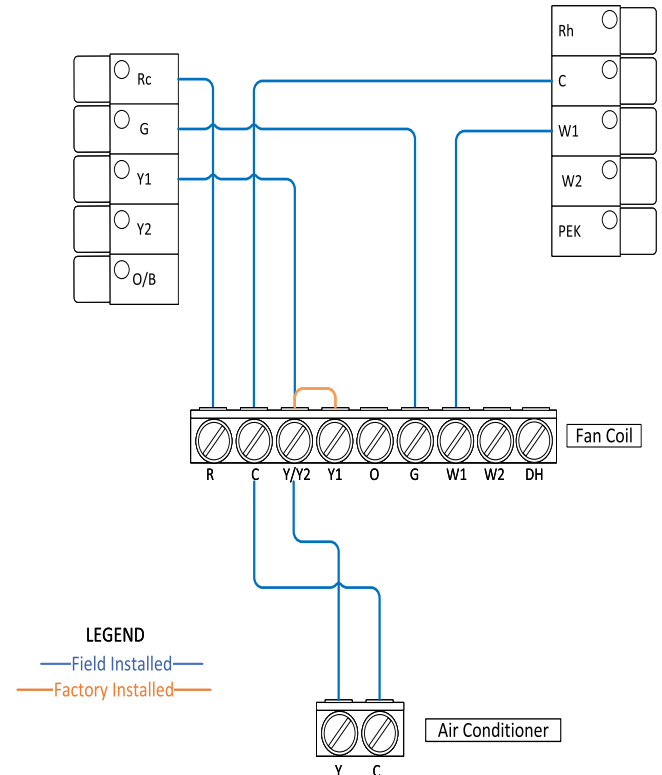 Rh
Rc
C
G
W1
Y1
W2
Y2
PEK
O/B
Fan Coil
R C Y/Y2 Y1 O G W1 W2 DH
LEGEND
Field Installed
Factory Installed
Air Conditioner
Y C